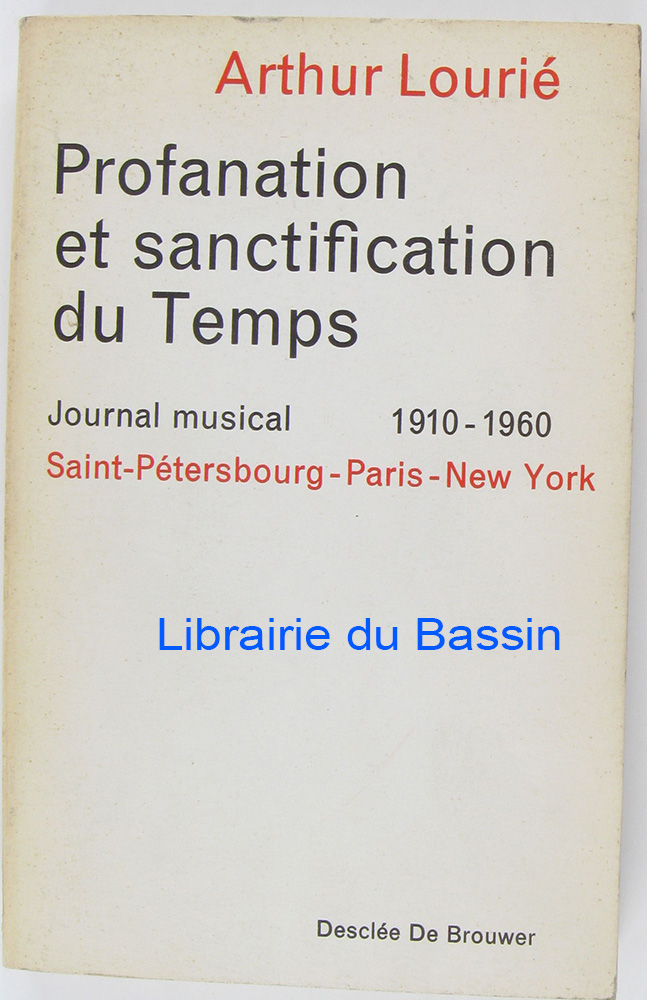 Arthur Lourié
Profanation
et sanctification
du Temps
Journal musical 1910-1960
Saint-Pétersbourg-Paris-New York
Librairie du Bassin
Desclée De Brouwer